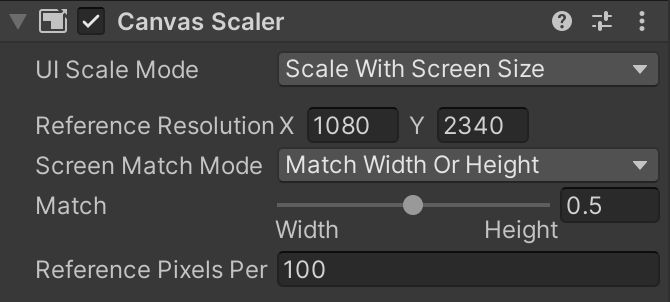 Canvas Scaler
UI Scale Mode Scale With Screen Size
Reference Resolution X 1080 Y 2340
Screen Match Mode Match Width Or Height
Match 0.5
Width Height
Reference Pixels Per 100